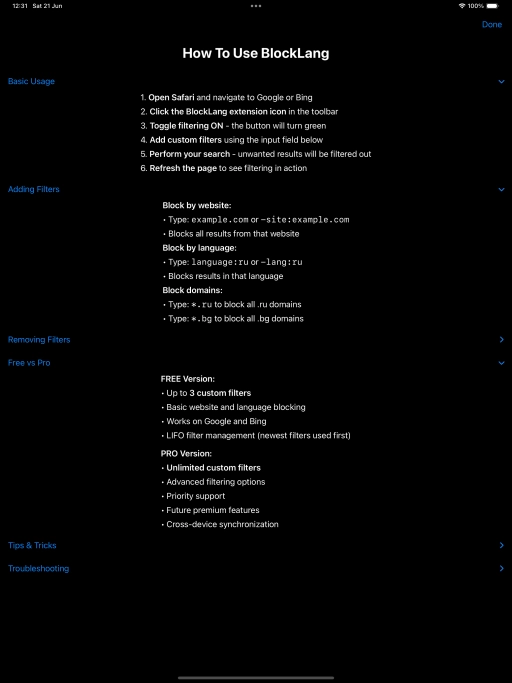 12:31 Sat 21 Jun
100%
Done
How To Use BlockLang
Basic Usage
1. Open Safari and navigate to Google or Bing
2. Click the BlockLang extension icon in the toolbar
3. Toggle filtering ON - the button will turn green
4. Add custom filters using the input field below
5. Perform your search - unwanted results will be filtered out
6. Refresh the page to see filtering in action
Adding Filters
Block by website:
• Type: example.com or -site:example.com
• Blocks all results from that website
Block by language:
• Type: language:ru or -lang:ru
• Blocks results in that language
Block domains:
• Type: *.ru to block all .ru domains
• Type: *.bg to block all .bg domains
Removing Filters
Free vs Pro
FREE Version:
• Up to 3 custom filters
• Basic website and language blocking
• Works on Google and Bing
• LIFO filter management (newest filters used first)
PRO Version:
• Unlimited custom filters
• Advanced filtering options
• Priority support
• Future premium features
• Cross-device synchronization
Tips & Tricks
Troubleshooting